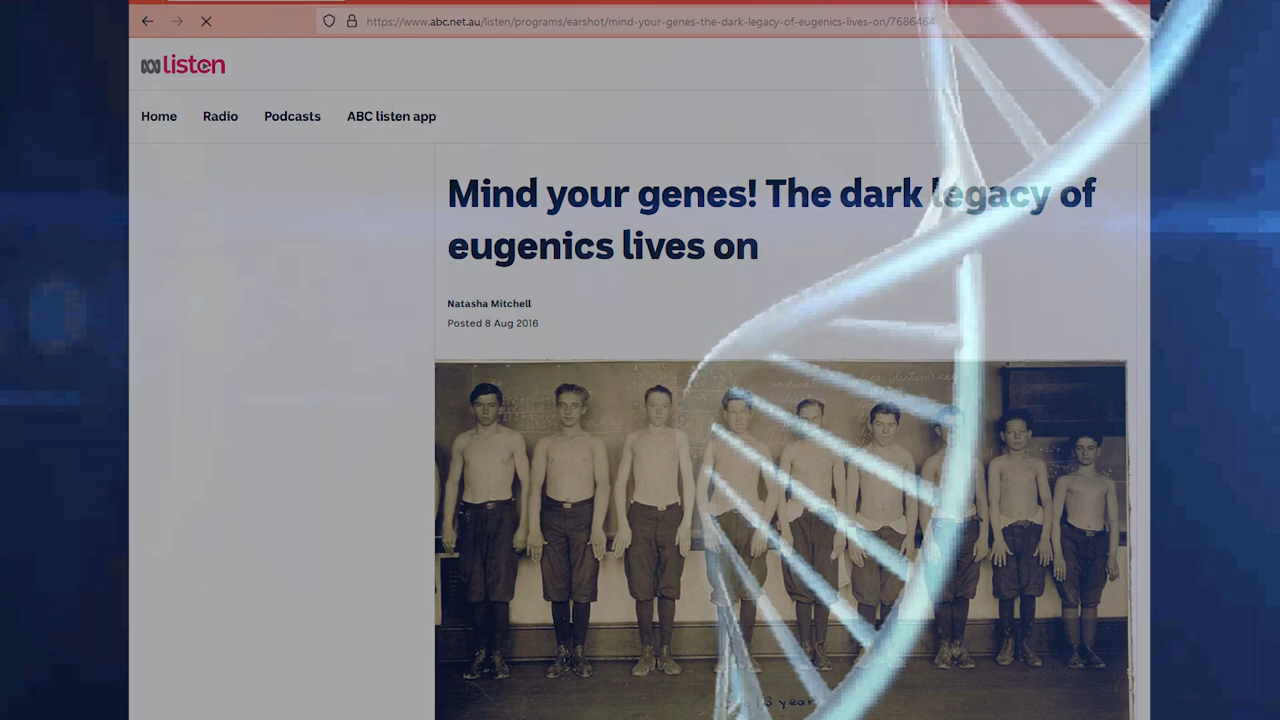 https://www.abc.net.au/listen/programs/earshot/mind-your-genes-the-dark-legacy-of-eugenics-lives-on/7686464
listen
Home Radio Podcasts ABC listen app
Mind your genes! The dark legacy of
eugenics lives on
Natasha Mitchell
Posted 8 Aug 2016